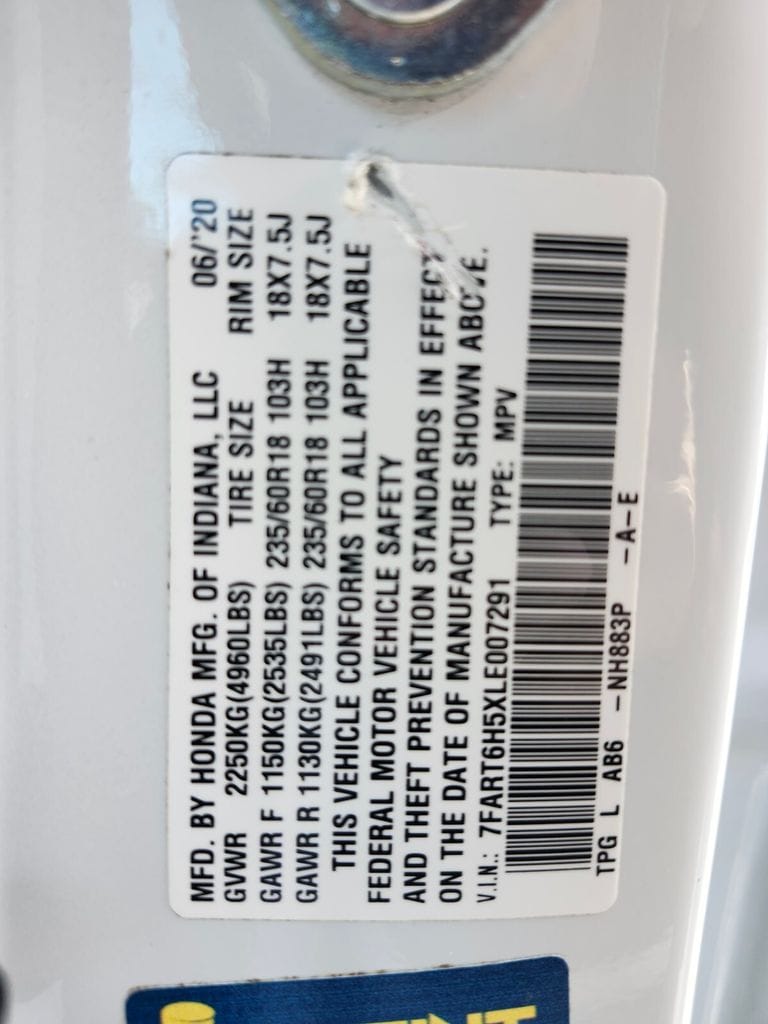 MFD. BY HONDA MFG. OF INDIANA, LLC 06/'20
GVWR 2250KG(4960LBS) TIRE SIZE RIM SIZE
GAWR F 1150KG(2535LBS) 235/60R18 103H 18X7.5J
GAWR R 1130KG(2491LBS) 235/60R18 103H 18X7.5J
THIS VEHICLE CONFORMS TO ALL APPLICABLE
FEDERAL MOTOR VEHICLE SAFETY
AND THEFT PREVENTION STANDARDS IN EFFECT
ON THE DATE OF MANUFACTURE SHOWN ABOVE.
V.I.N.: 7FART6H5XLE007291 TYPE: MPV
TPG L AB6 -NH883P -A-E